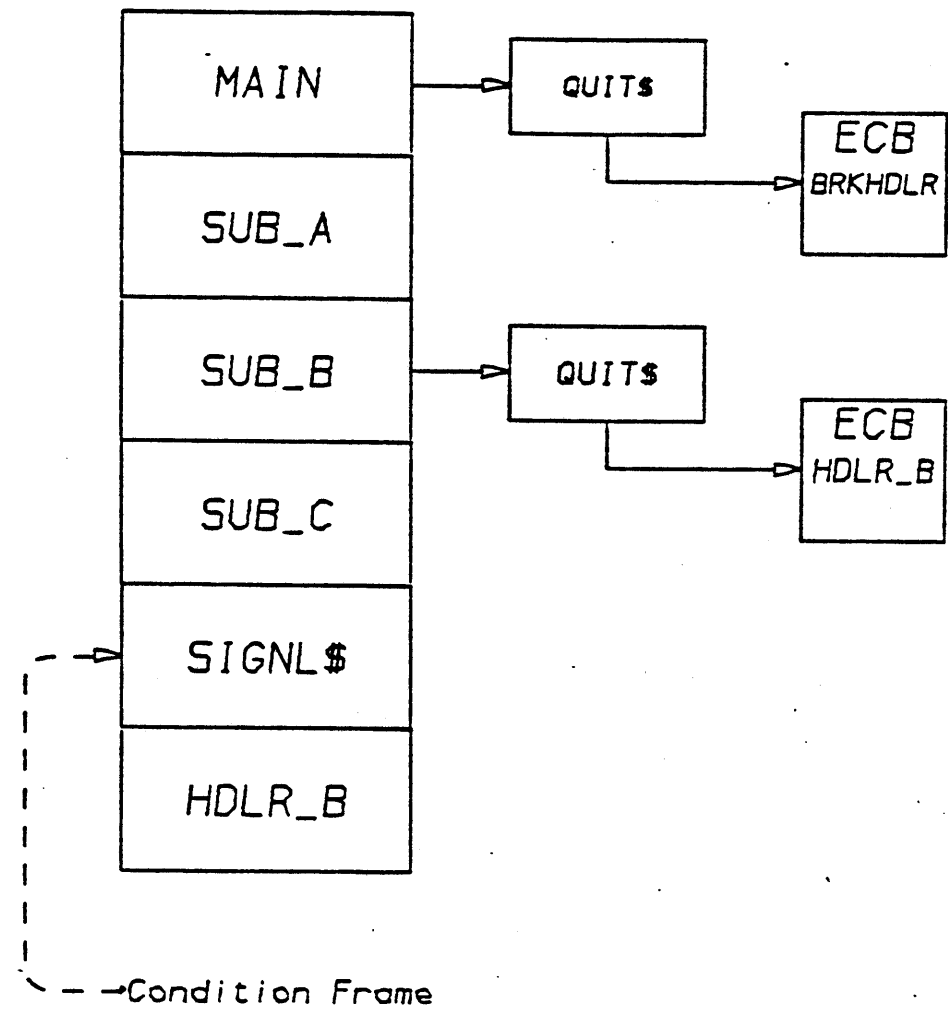 MAIN
QUIT$
ECB
BRKHDLR
SUB_A
SUB_B
QUIT$
ECB
HDLR_B
SUB_C
SIGNL$
HDLR_B
Condition Frame